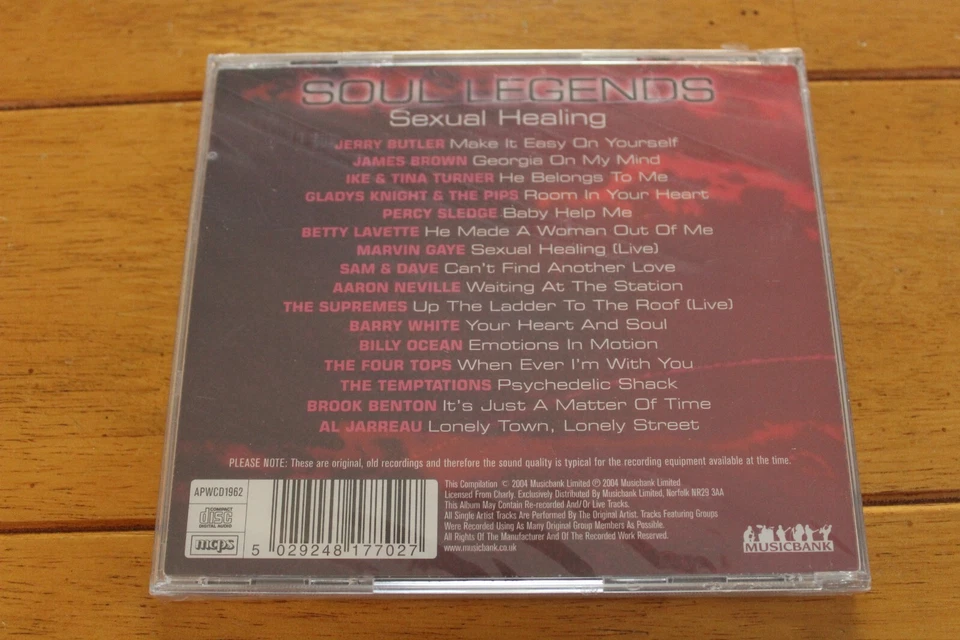 SOUL LEGENDS
Sexual Healing
JERRY BUTLER Make It Easy On Yourself
JAMES BROWN Georgia On My Mind
IKE & TINA TURNER He Belongs To Me
GLADYS KNIGHT & THE PIPS Room In Your Heart
PERCY SLEDGE Baby Help Me
BETTY LAVETTE He Made A Woman Out Of Me
MARVIN GAYE Sexual Healing (Live)
SAM & DAVE Can't Find Another Love
AARON NEVILLE Waiting At The Station
THE SUPREMES Up The Ladder To The Roof (Live)
BARRY WHITE Your Heart And Soul
BILLY OCEAN Emotions In Motion
THE FOUR TOPS When Ever I'm With You
THE TEMPTATIONS Psychedelic Shack
BROOK BENTON It's Just A Matter Of Time
AL JARREAU Lonely Town, Lonely Street
PLEASE NOTE: These are original, old recordings and therefore the sound quality is typical for the recording equipment available at the time.
APWCD1962
COMPACT
disc
DIGITAL AUDIO
mcps
5 029248 177027
This Compilation © 2004 Musicbank Limited ℗ 2004 Musicbank Limited
Licensed From Charly. Exclusively Distributed By Musicbank Limited, Norfolk NR29 3AA
This Album May Contain Re-recorded And/Or Live Tracks.
All Single Artist Tracks Are Performed By The Original Artist. Tracks Featuring Groups
Were Recorded Using As Many Original Group Members As Possible.
All Rights Of The Manufacturer And Of The Recorded Work Reserved.
www.musicbank.co.uk
MUSICBANK